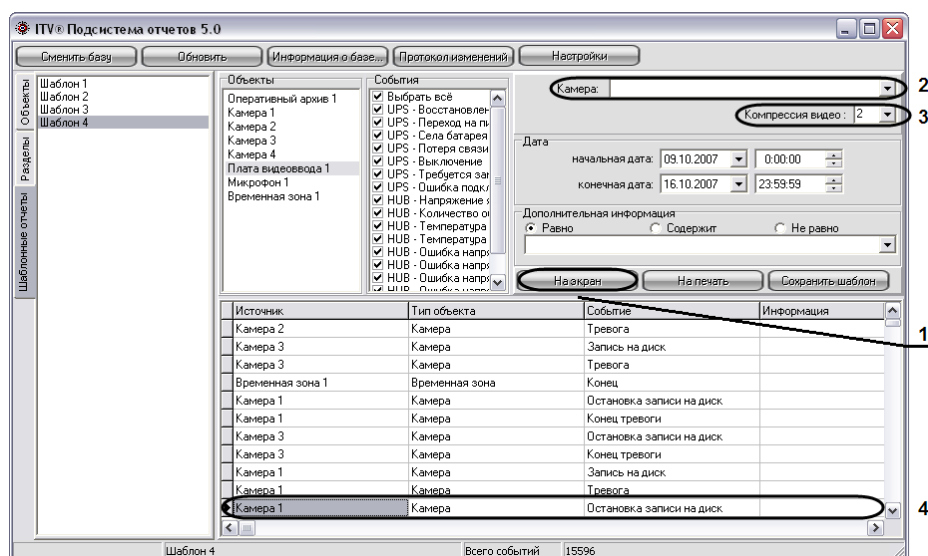 ITV® Подсистема отчетов 5.0
Сменить базу Обновить Информация о базе... Протокол изменений Настройки
Объекты
Разделы
Шаблонные отчеты
Шаблон 1
Шаблон 2
Шаблон 3
Шаблон 4
Объекты
Оперативный архив 1
Камера 1
Камера 2
Камера 3
Камера 4
Плата видеоввода 1
Микрофон 1
Временная зона 1
События
Выбрать всё
UPS - Восстановлен
UPS - Переход на пи
UPS - Села батарея
UPS - Потеря связи
UPS - Выключение
UPS - Требуется
UPS - Ошибка подкл
HUB - Напряжение
HUB - Количество
HUB - Температура
HUB - Температура
HUB - Ошибка напр
HUB - Ошибка напр
HUB - Ошибка напр
Камера: 2
Компрессия видео : 2 3
Дата
начальная дата: 09.10.2007 0:00:00
конечная дата: 16.10.2007 23:59:59
Дополнительная информация
Равно Содержит Не равно
На экран На печать Сохранить шаблон
1
Источник Тип объекта Событие Информация
Камера 2 Камера Тревога
Камера 3 Камера Запись на диск
Камера 3 Камера Тревога
Временная зона 1 Временная зона Конец
Камера 1 Камера Остановка записи на диск
Камера 1 Камера Конец тревоги
Камера 3 Камера Остановка записи на диск
Камера 3 Камера Конец тревоги
Камера 1 Камера Запись на диск
Камера 1 Камера Тревога
Камера 1 Камера Остановка записи на диск 4
Шаблон 4 Всего событий 15596